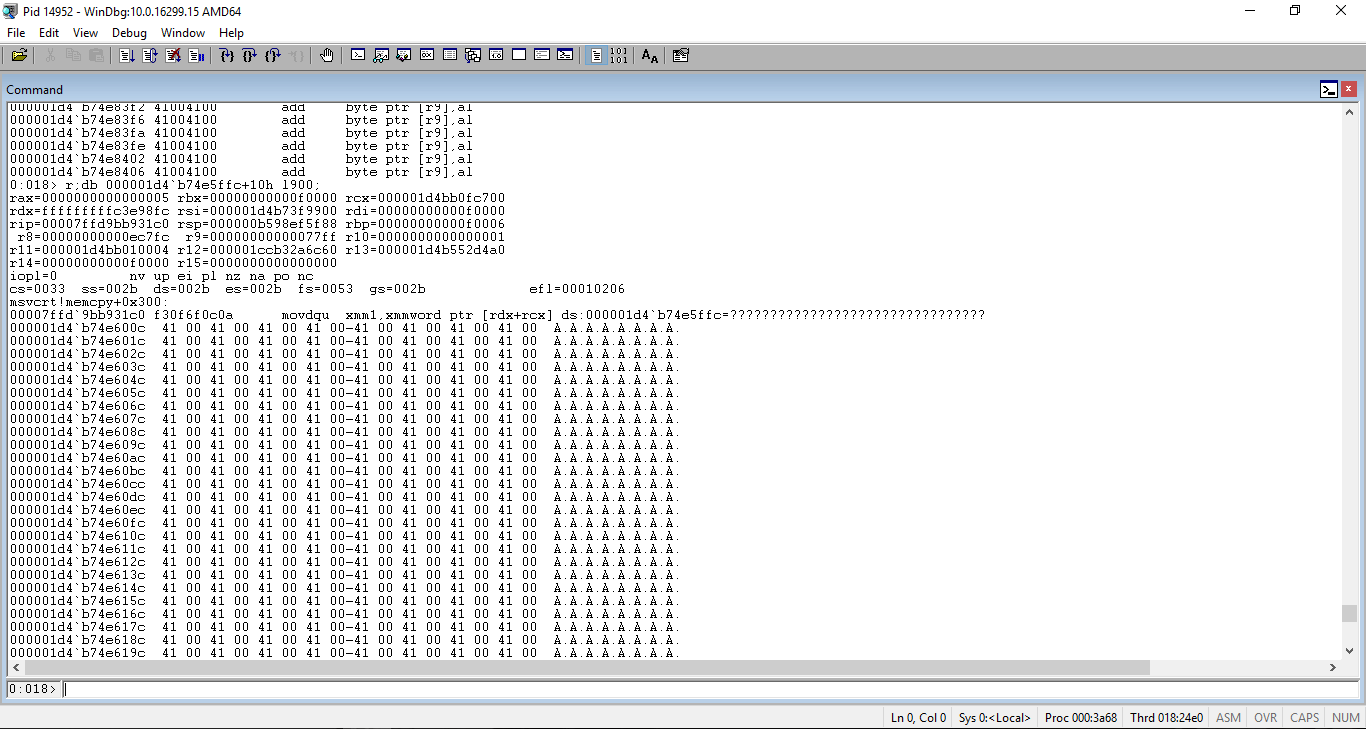 Pid 14952 - WinDbg:10.0.16299.15 AMD64
File Edit View Debug Window Help
Command
000001d4`b74e83f2 41004100 add byte ptr [r9],al
000001d4`b74e83f6 41004100 add byte ptr [r9],al
000001d4`b74e83fa 41004100 add byte ptr [r9],al
000001d4`b74e83fe 41004100 add byte ptr [r9],al
000001d4`b74e8402 41004100 add byte ptr [r9],al
000001d4`b74e8406 41004100 add byte ptr [r9],al
0:018> r;db 000001d4`b74e5ffc+10h l900;
rax=0000000000000005 rbx=00000000000f0000 rcx=000001d4bb0fc700
rdx=fffffffffc3e98fc rsi=000001d4b73f9900 rdi=00000000000f0000
rip=00007ffd9bb931c0 rsp=000000b598ef5f88 rbp=00000000000f0006
r8=00000000000ec7fc r9=00000000000077ff r10=0000000000000001
r11=000001d4bb010004 r12=000001ccb32a6c60 r13=000001d4b552d4a0
r14=00000000000f0000 r15=0000000000000000
iopl=0 nv up ei pl nz na po nc
cs=0033 ss=002b ds=002b es=002b fs=0053 gs=002b efl=00010206
msvcrt!memcpy+0x300:
00007ffd`9bb931c0 f30f6f0c0a movdqu xmm1,xmmword ptr [rdx+rcx] ds:000001d4`b74e5ffc=????????????????????????????????
000001d4`b74e600c 41 00 41 00 41 00 41 00-41 00 41 00 41 00 41 00 A.A.A.A.A.A.A.A.
000001d4`b74e601c 41 00 41 00 41 00 41 00-41 00 41 00 41 00 41 00 A.A.A.A.A.A.A.A.
000001d4`b74e602c 41 00 41 00 41 00 41 00-41 00 41 00 41 00 41 00 A.A.A.A.A.A.A.A.
000001d4`b74e603c 41 00 41 00 41 00 41 00-41 00 41 00 41 00 41 00 A.A.A.A.A.A.A.A.
000001d4`b74e604c 41 00 41 00 41 00 41 00-41 00 41 00 41 00 41 00 A.A.A.A.A.A.A.A.
000001d4`b74e605c 41 00 41 00 41 00 41 00-41 00 41 00 41 00 41 00 A.A.A.A.A.A.A.A.
000001d4`b74e606c 41 00 41 00 41 00 41 00-41 00 41 00 41 00 41 00 A.A.A.A.A.A.A.A.
000001d4`b74e607c 41 00 41 00 41 00 41 00-41 00 41 00 41 00 41 00 A.A.A.A.A.A.A.A.
000001d4`b74e608c 41 00 41 00 41 00 41 00-41 00 41 00 41 00 41 00 A.A.A.A.A.A.A.A.
000001d4`b74e609c 41 00 41 00 41 00 41 00-41 00 41 00 41 00 41 00 A.A.A.A.A.A.A.A.
000001d4`b74e60ac 41 00 41 00 41 00 41 00-41 00 41 00 41 00 41 00 A.A.A.A.A.A.A.A.
000001d4`b74e60bc 41 00 41 00 41 00 41 00-41 00 41 00 41 00 41 00 A.A.A.A.A.A.A.A.
000001d4`b74e60cc 41 00 41 00 41 00 41 00-41 00 41 00 41 00 41 00 A.A.A.A.A.A.A.A.
000001d4`b74e60dc 41 00 41 00 41 00 41 00-41 00 41 00 41 00 41 00 A.A.A.A.A.A.A.A.
000001d4`b74e60ec 41 00 41 00 41 00 41 00-41 00 41 00 41 00 41 00 A.A.A.A.A.A.A.A.
000001d4`b74e60fc 41 00 41 00 41 00 41 00-41 00 41 00 41 00 41 00 A.A.A.A.A.A.A.A.
000001d4`b74e610c 41 00 41 00 41 00 41 00-41 00 41 00 41 00 41 00 A.A.A.A.A.A.A.A.
000001d4`b74e611c 41 00 41 00 41 00 41 00-41 00 41 00 41 00 41 00 A.A.A.A.A.A.A.A.
000001d4`b74e612c 41 00 41 00 41 00 41 00-41 00 41 00 41 00 41 00 A.A.A.A.A.A.A.A.
000001d4`b74e613c 41 00 41 00 41 00 41 00-41 00 41 00 41 00 41 00 A.A.A.A.A.A.A.A.
000001d4`b74e614c 41 00 41 00 41 00 41 00-41 00 41 00 41 00 41 00 A.A.A.A.A.A.A.A.
000001d4`b74e615c 41 00 41 00 41 00 41 00-41 00 41 00 41 00 41 00 A.A.A.A.A.A.A.A.
000001d4`b74e616c 41 00 41 00 41 00 41 00-41 00 41 00 41 00 41 00 A.A.A.A.A.A.A.A.
000001d4`b74e617c 41 00 41 00 41 00 41 00-41 00 41 00 41 00 41 00 A.A.A.A.A.A.A.A.
000001d4`b74e618c 41 00 41 00 41 00 41 00-41 00 41 00 41 00 41 00 A.A.A.A.A.A.A.A.
000001d4`b74e619c 41 00 41 00 41 00 41 00-41 00 41 00 41 00 41 00 A.A.A.A.A.A.A.A.
0:018>
Ln 0, Col 0 Sys 0:<Local> Proc 000:3a68 Thrd 018:24e0 ASM OVR CAPS NUM